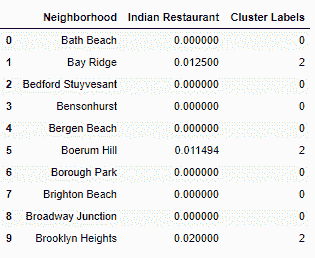 Neighborhood Indian Restaurant Cluster Labels
0 Bath Beach 0.000000 0
1 Bay Ridge 0.012500 2
2 Bedford Stuyvesant 0.000000 0
3 Bensonhurst 0.000000 0
4 Bergen Beach 0.000000 0
5 Boerum Hill 0.011494 2
6 Borough Park 0.000000 0
7 Brighton Beach 0.000000 0
8 Broadway Junction 0.000000 0
9 Brooklyn Heights 0.020000 2